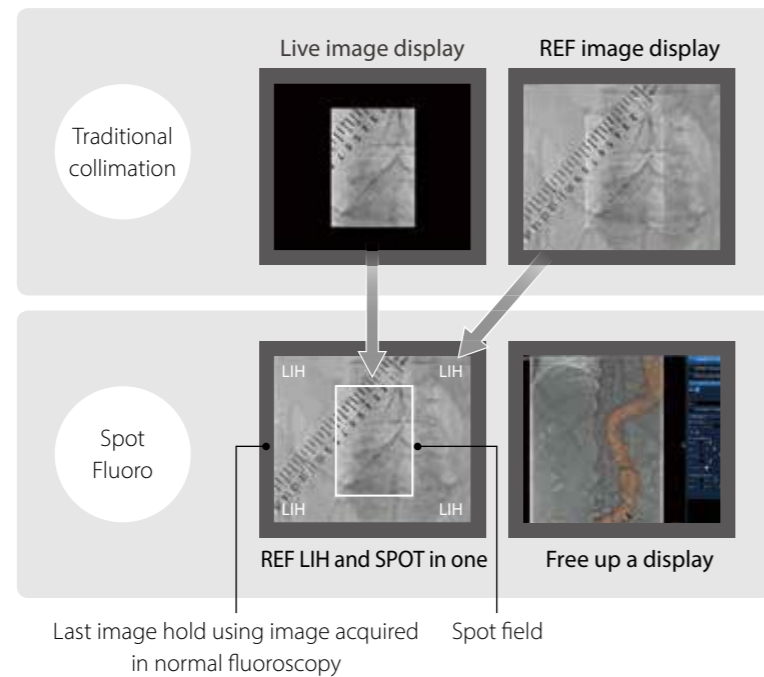 Live image display
REF image display
Traditional
collimation
LIH
LIH
Spot
Fluoro
LIH
LIH
REF LIH and SPOT in one
Free up a display
Last image hold using image acquired
in normal fluoroscopy
Spot field